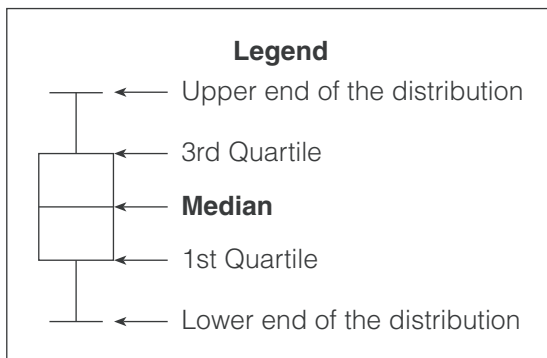 Legend
Upper end of the distribution
3rd Quartile
Median
1st Quartile
Lower end of the distribution